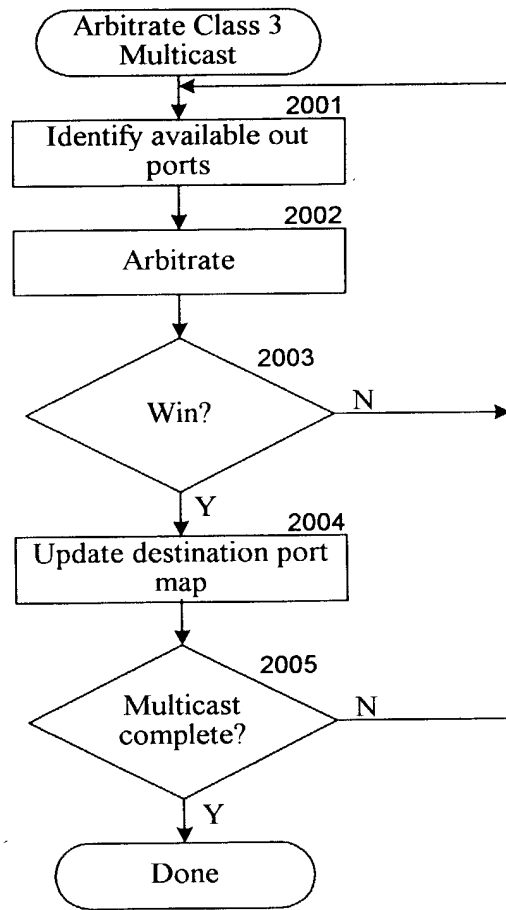 Arbitrate Class 3
Multicast
2001
Identify available out
ports
2002
Arbitrate
2003
Win?
N
Y
2004
Update destination port
map
2005
Multicast
complete?
N
Y
Done